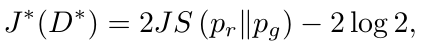 J*(D*) = 2JS (p_r‖p_g) − 2 log 2,